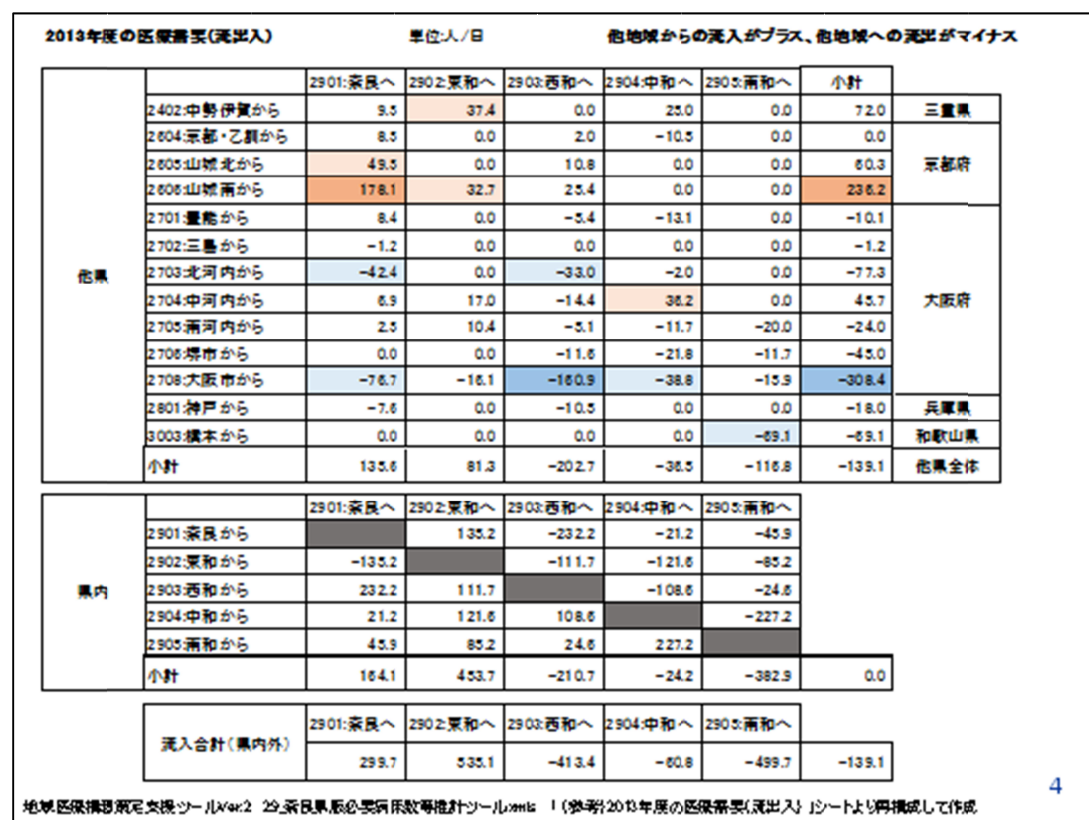 2013年度の医療需要(流出入) 単位:人/日 他地域からの流入がプラス、他地域への流出がマイナス
2901:奈良へ 2902:東和へ 2903:西和へ 2904:中和へ 2905:南和へ 小計
2402:中勢伊賀から 9.5 37.4 0.0 25.0 0.0 72.0 三重県
2604:京都・乙訓から 8.5 0.0 2.0 -10.5 0.0 0.0
2605:山城北から 49.5 0.0 10.8 0.0 0.0 60.3 京都府
2606:山城南から 178.1 32.7 25.4 0.0 0.0 236.2
2701:豊能から 8.4 0.0 -5.4 -13.1 0.0 -10.1
2702:三島から -1.2 0.0 0.0 0.0 0.0 -1.2
他県 2703:北河内から -42.4 0.0 -33.0 -2.0 0.0 -77.3
2704:中河内から 6.9 17.0 -14.4 36.2 0.0 45.7 大阪府
2705:南河内から 2.5 10.4 -5.1 -11.7 -20.0 -24.0
2706:堺市から 0.0 0.0 -11.6 -21.8 -11.7 -45.0
2708:大阪市から -76.7 -16.1 -160.9 -38.8 -15.9 -308.4
2801:神戸から -7.6 0.0 -10.5 0.0 0.0 -18.0 兵庫県
3003:橋本から 0.0 0.0 0.0 0.0 -69.1 -69.1 和歌山県
小計 135.6 81.3 -202.7 -36.5 -116.8 -139.1 他県全体
2901:奈良へ 2902:東和へ 2903:西和へ 2904:中和へ 2905:南和へ
2901:奈良から 135.2 -232.2 -21.2 -45.9
2902:東和から -135.2 -111.7 -121.6 -85.2
県内 2903:西和から 232.2 111.7 -108.6 -24.6
2904:中和から 21.2 121.6 108.6 -227.2
2905:南和から 45.9 85.2 24.6 227.2
小計 164.1 453.7 -210.7 -24.2 -382.9 0.0
2901:奈良へ 2902:東和へ 2903:西和へ 2904:中和へ 2905:南和へ
流入合計(県内外) 299.7 535.1 -413.4 -60.8 -499.7 -139.1
地域医療構想策定支援ツールVer.2 29_奈良県版必要病床数等推計ツール.xmls 「(参考)2013年度の医療需要(流出入)」シートより再構成して作成
4